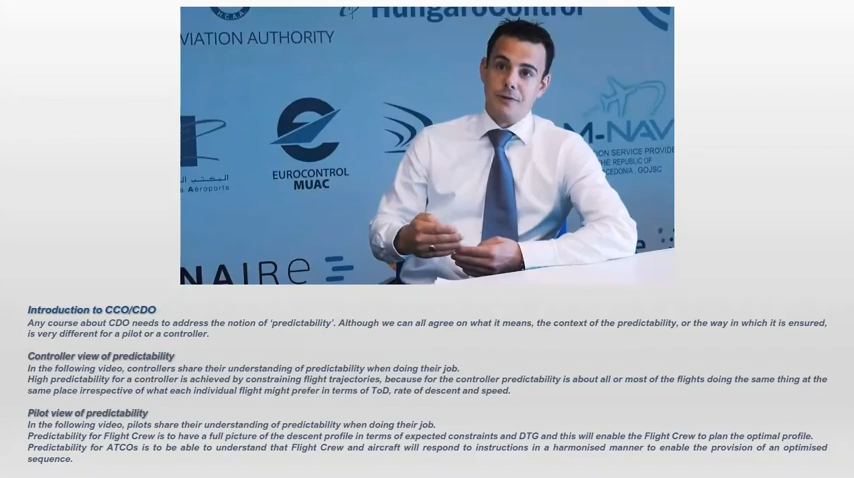 HungaroControl
VIATION AUTHORITY
EUROCONTROL
MUAC
M-NAV
ION SERVICE PROVIDE
HE REPUBLIC OF
CEDONIA, GOJSC
s Aéroports
NAIRe
Introduction to CCO/CDO
Any course about CDO needs to address the notion of 'predictability'. Although we can all agree on what it means, the context of the predictability, or the way in which it is ensured,
is very different for a pilot or a controller.
Controller view of predictability
In the following video, controllers share their understanding of predictability when doing their job.
High predictability for a controller is achieved by constraining flight trajectories, because for the controller predictability is about all or most of the flights doing the same thing at the
same place irrespective of what each individual flight might prefer in terms of ToD, rate of descent and speed.
Pilot view of predictability
In the following video, pilots share their understanding of predictability when doing their job.
Predictability for Flight Crew is to have a full picture of the descent profile in terms of expected constraints and DTG and this will enable the Flight Crew to plan the optimal profile.
Predictability for ATCOs is to be able to understand that Flight Crew and aircraft will respond to instructions in a harmonised manner to enable the provision of an optimised
sequence.